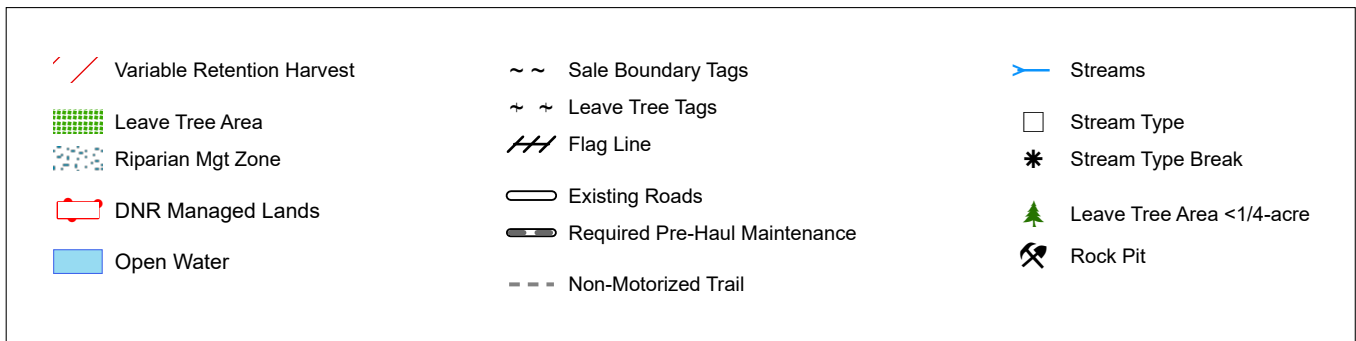 Variable Retention Harvest
Leave Tree Area
Riparian Mgt Zone
DNR Managed Lands
Open Water
Sale Boundary Tags
Leave Tree Tags
Flag Line
Existing Roads
Required Pre-Haul Maintenance
Non-Motorized Trail
Streams
Stream Type
Stream Type Break
Leave Tree Area <1/4-acre
Rock Pit